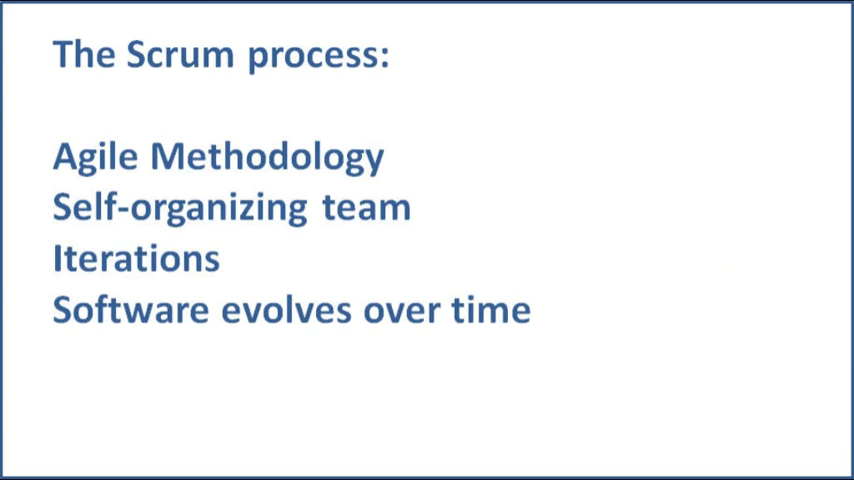 The Scrum process:
Agile Methodology
Self-organizing team
Iterations
Software evolves over time